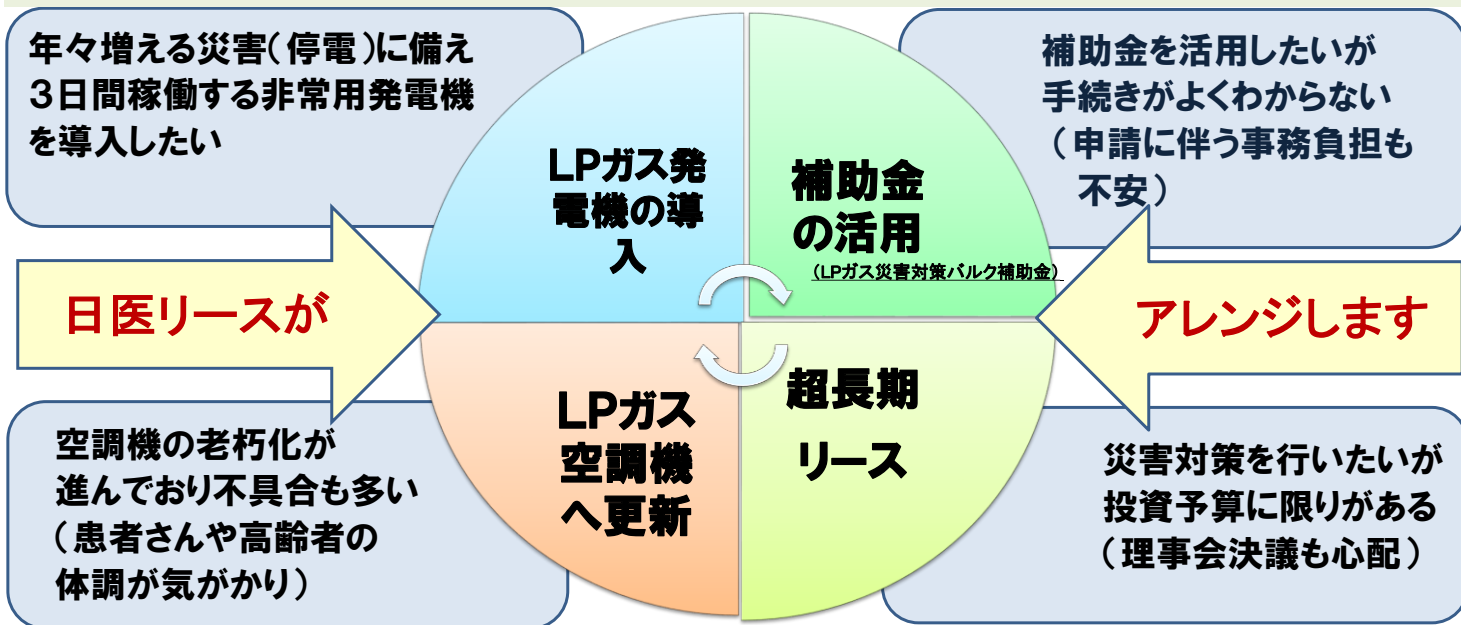 年々増える災害(停電)に備え
３日間稼働する非常用発電機
を導入したい
補助金を活用したいが
手続きがよくわからない
(申請に伴う事務負担も
不安)
LPガス発
電機の導
入
補助金
の活用
(LPガス災害対策バルク補助金)
日医リースが
アレンジします
LPガス
空調機
へ更新
超長期
リース
空調機の老朽化が
進んでおり不具合も多い
(患者さんや高齢者の
体調が気がかり)
災害対策を行いたいが
投資予算に限りがある
(理事会決議も心配)